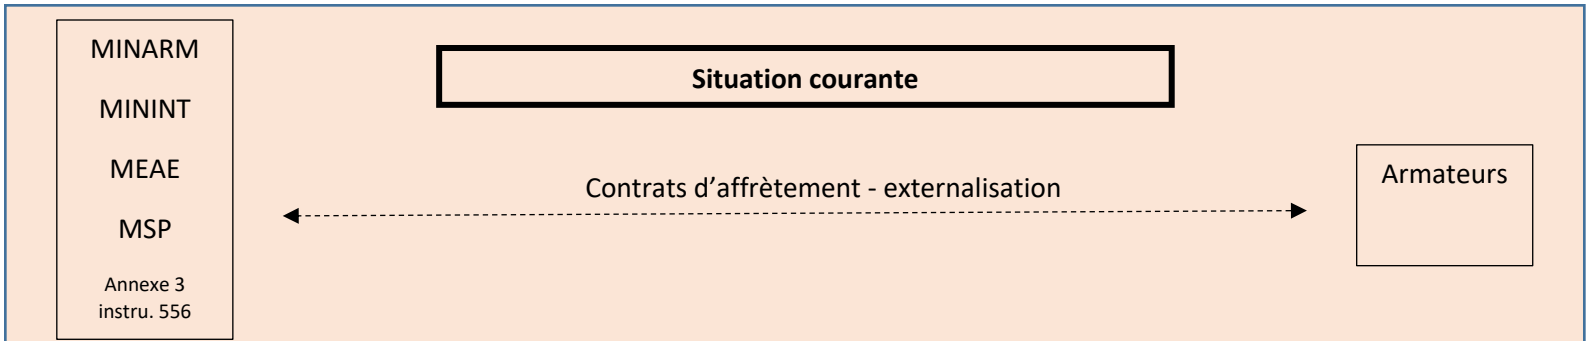 MINARM
MININT
MEAE
MSP
Annexe 3
instru. 556
Situation courante
Contrats d’affrètement - externalisation
Armateurs